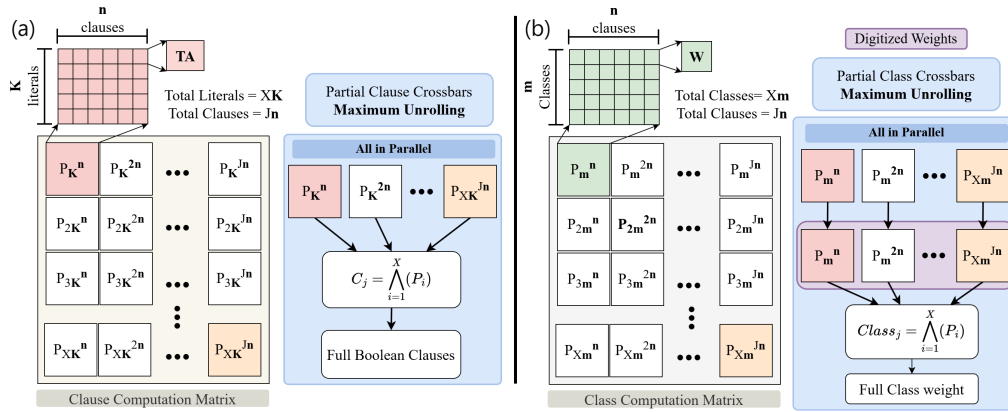 (a)
n
clauses
K
literals
TA
Total Literals = XK
Total Clauses = Jn
P_K^n P_K^2n ••• P_K^Jn
P_2K^n P_2K^2n P_2K^Jn
P_3K^n P_3K^2n P_3K^Jn
P_XK^n P_XK^2n ••• P_XK^Jn
Clause Computation Matrix
Partial Clause Crossbars
Maximum Unrolling
All in Parallel
P_K^n P_K^2n ••• P_XK^Jn
C_j = ⋀_{i=1}^{X} (P_i)
Full Boolean Clauses
(b)
n
clauses
m
Classes
W
Total Classes= Xm
Total Clauses = Jn
P_m^n P_m^2n ••• P_m^Jn
P_2m^n P_2m^2n P_2m^Jn
P_3m^n P_3m^2n P_3m^Jn
P_Xm^n P_Xm^2n ••• P_Xm^Jn
Class Computation Matrix
Digitized Weights
Partial Class Crossbars
Maximum Unrolling
All in Parallel
P_m^n P_m^2n ••• P_Xm^Jn
P_m^n P_m^2n ••• P_Xm^Jn
Class_j = ⋀_{i=1}^{X} (P_i)
Full Class weight